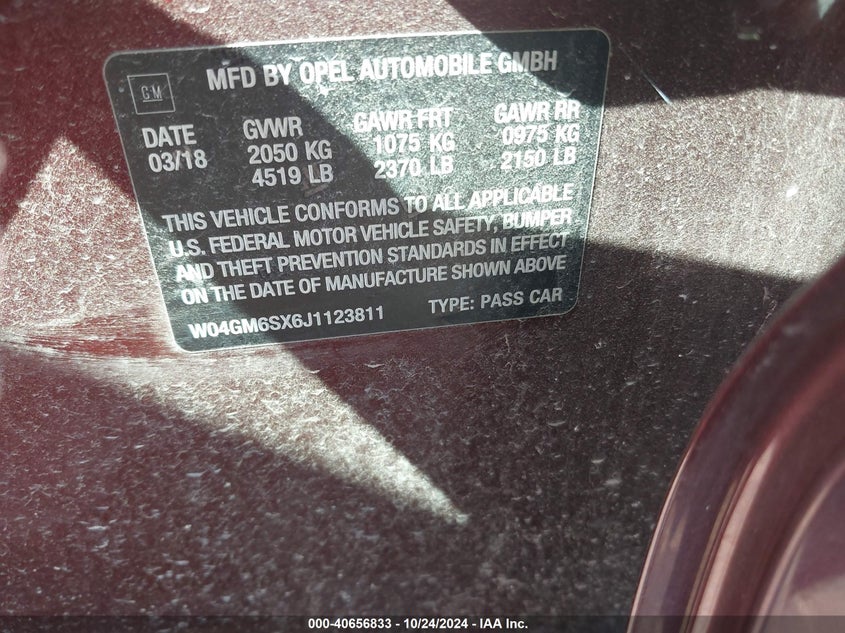 GM
MFD BY OPEL AUTOMOBILE GMBH
DATE GVWR GAWR FRT GAWR RR
03/18 2050 KG 1075 KG 0975 KG
4519 LB 2370 LB 2150 LB
THIS VEHICLE CONFORMS TO ALL APPLICABLE
U.S. FEDERAL MOTOR VEHICLE SAFETY, BUMPER
AND THEFT PREVENTION STANDARDS IN EFFECT
ON THE DATE OF MANUFACTURE SHOWN ABOVE
W04GM6SX6J1123811 TYPE: PASS CAR
000-40656833 - 10/24/2024 - IAA Inc.